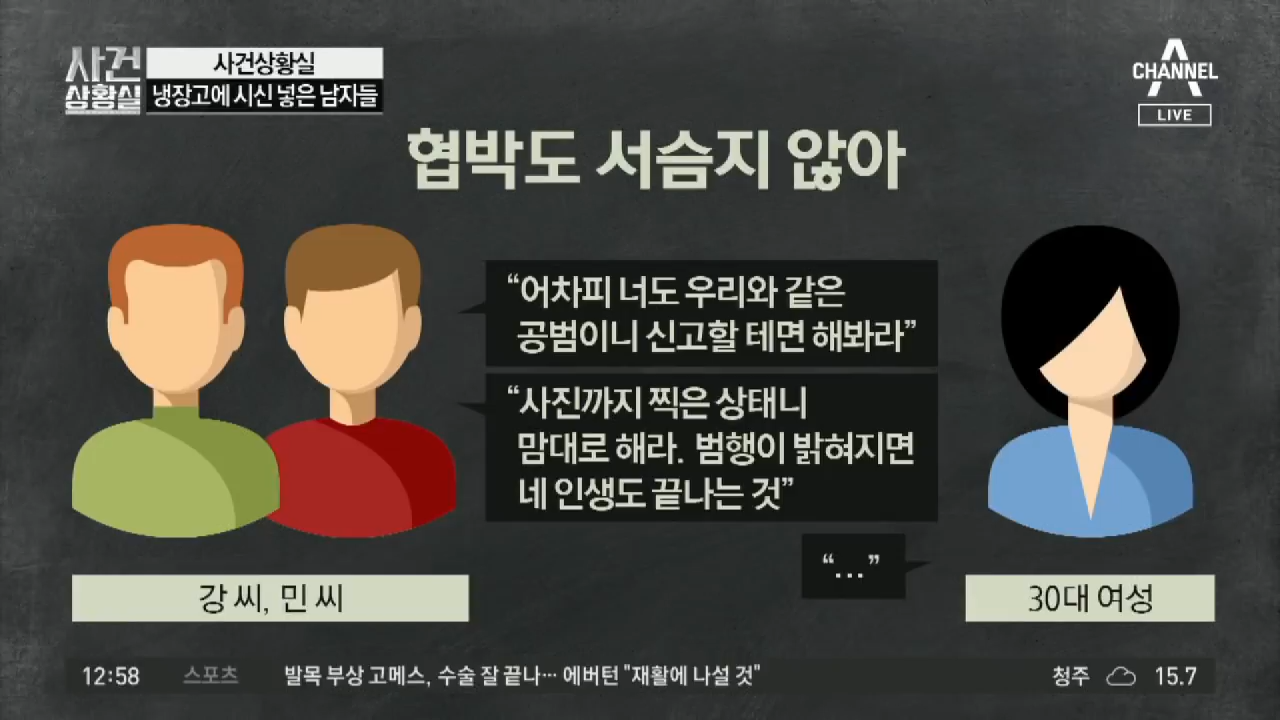 사건
상황실
사건상황실
냉장고에 시신 넣은 남자들
CHANNEL A
LIVE
협박도 서슴지 않아
“어차피 너도 우리와 같은
공범이니 신고할 테면 해봐라”
“사진까지 찍은 상태니
맘대로 해라. 범행이 밝혀지면
네 인생도 끝나는 것”
“...”
강 씨, 민 씨
30대 여성
12:58 스포츠 발목 부상 고메스, 수술 잘 끝나… 에버턴 "재활에 나설 것" 청주 15.7